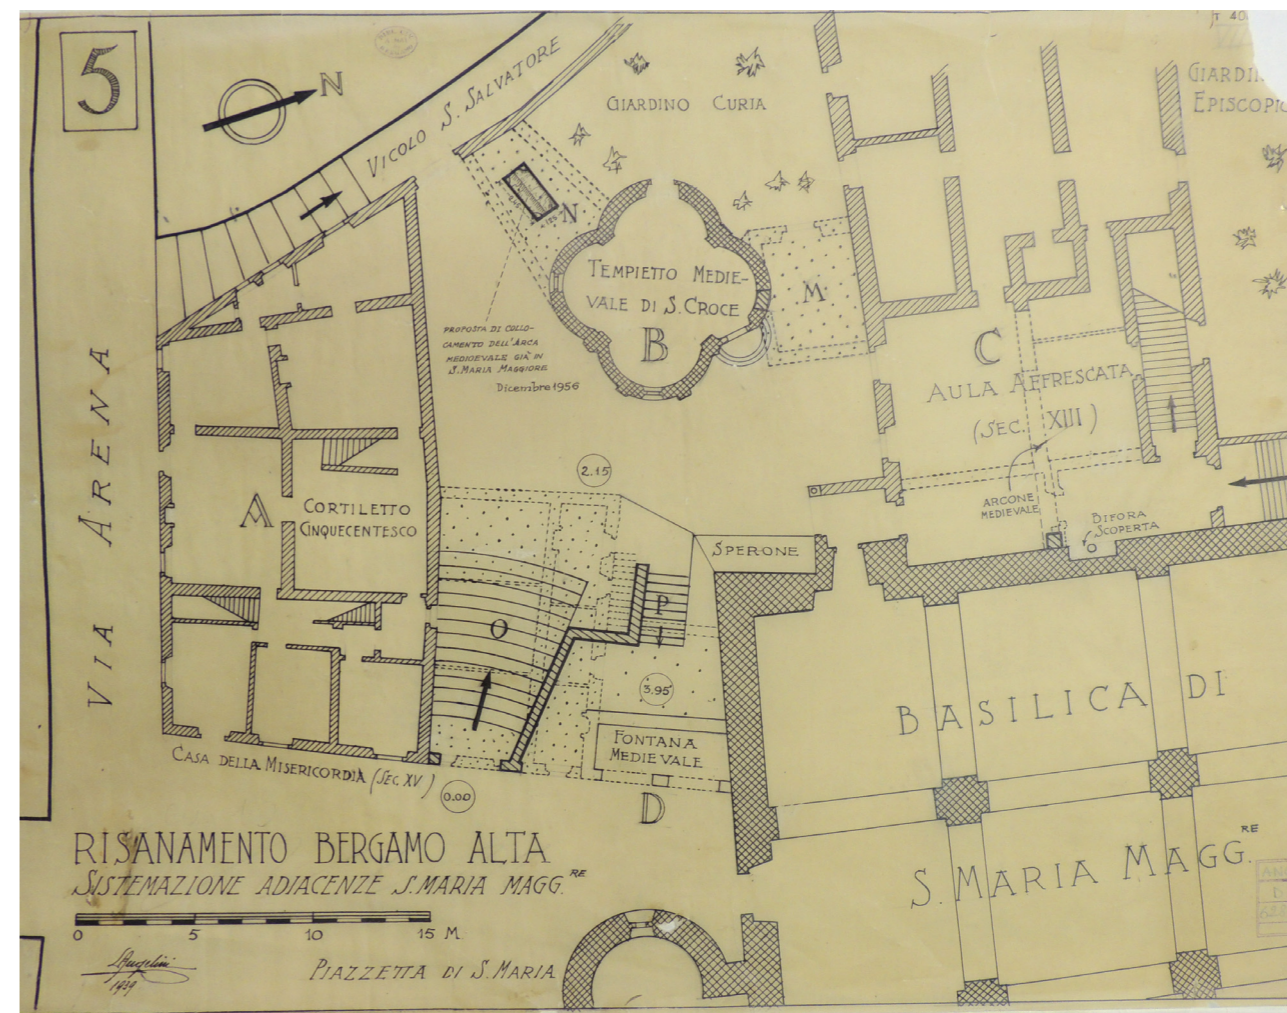 5
N
VICOLO S. SALVATORE
GIARDINO CURIA
EPISCOPIO
N
TEMPIETTO MEDIE-
VALE DI S. CROCE
B
M
PROPOSTA DI COLLO-
CAMENTO DELL'ARCA
MEDIOEVALE GIÀ IN
S. MARIA MAGGIORE
Dicembre 1956
C
AULA AFFRESCATA
(SEC. XIII)
ARCONE
MEDIEVALE
BIFORA
SCOPERTA
VIA ARENA
A
CORTILETTO
CINQUECENTESCO
2.15
SPERONE
O
P
3.95
FONTANA
MEDIEVALE
D
CASA DELLA MISERICORDIA (SEC. XV)
0.00
BASILICA DI
S. MARIA MAGG.RE
RISANAMENTO BERGAMO ALTA
SISTEMAZIONE ADIACENZE S. MARIA MAGG.RE
0 5 10 15 M.
LAngelini
1939
PIAZZETTA DI S. MARIA